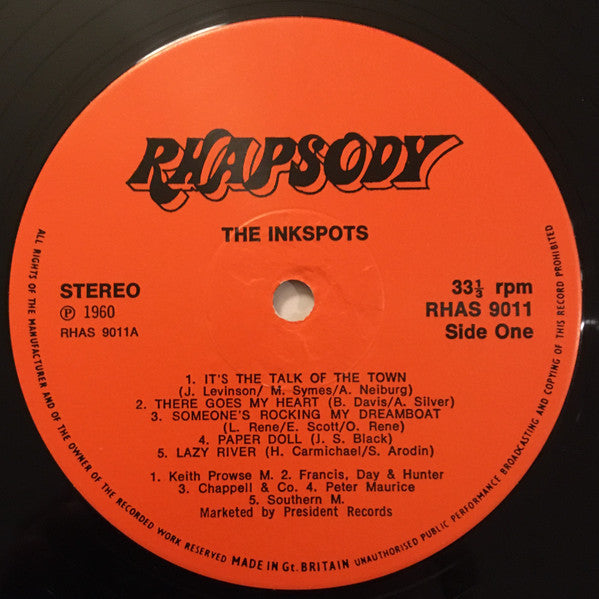 RHAPSODY
THE INKSPOTS
STEREO
Ⓟ 1960
RHAS 9011A
33⅓ rpm
RHAS 9011
Side One
1. IT'S THE TALK OF THE TOWN
(J. Levinson/ M. Symes/A. Neiburg)
2. THERE GOES MY HEART (B. Davis/A. Silver)
3. SOMEONE'S ROCKING MY DREAMBOAT
(L. Rene/E. Scott/O. Rene)
4. PAPER DOLL (J. S. Black)
5. LAZY RIVER (H. Carmichael/S. Arodin)
1. Keith Prowse M. 2. Francis, Day & Hunter
3. Chappell & Co. 4. Peter Maurice
5. Southern M.
Marketed by President Records
ALL RIGHTS OF THE MANUFACTURER AND OF THE OWNER OF THE RECORDED WORK RESERVED MADE IN Gt. BRITAIN UNAUTHORISED PUBLIC PERFORMANCE BROADCASTING AND COPYING OF THIS RECORD PROHIBITED